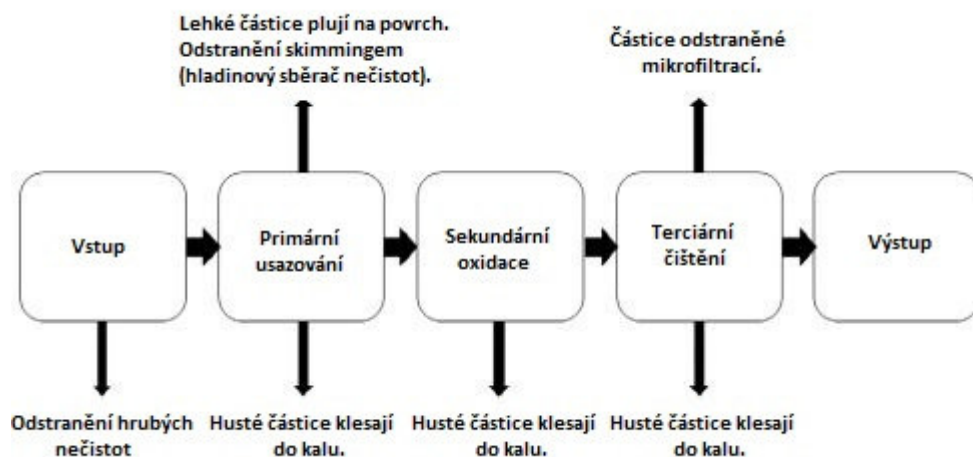 Lehké částice plují na povrch.
Odstranění skimmingem
(hladinový sběrač nečistot).
Částice odstraněné
mikrofiltrací.
Vstup
Primární
usazování
Sekundární
oxidace
Terciární
čištění
Výstup
Odstranění hrubých
nečistot
Husté částice klesají
do kalu.
Husté částice klesají
do kalu.
Husté částice klesají
do kalu.